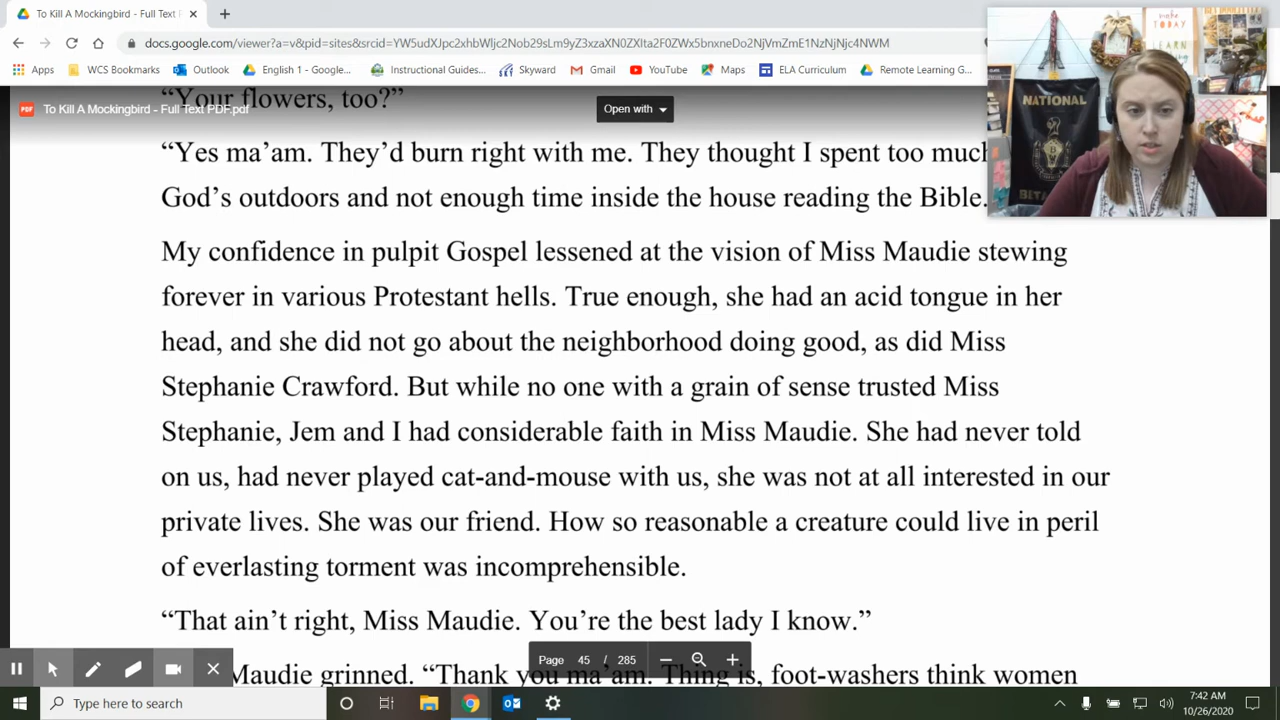 To Kill A Mockingbird - Full Text F
docs.google.com/viewer?a=v&pid=sites&srcid=YW5udXJpc2xhbWljc2Nob29sLm9yZ3xzaXN0ZXIta2F0ZWx5bnxneDo2NjVmZmE1NzNjNjc4NWM
Apps
WCS Bookmarks
Outlook
English 1 - Google...
Instructional Guides...
Skyward
Gmail
YouTube
Maps
ELA Curriculum
Remote Learning G...
“Your flowers, too?”
PDF
To Kill A Mockingbird - Full Text PDF.pdf
Open with
NATIONAL
make
TODAY
LEARN
“Yes ma’am. They’d burn right with me. They thought I spent too much
God’s outdoors and not enough time inside the house reading the Bible.
My confidence in pulpit Gospel lessened at the vision of Miss Maudie stewing
forever in various Protestant hells. True enough, she had an acid tongue in her
head, and she did not go about the neighborhood doing good, as did Miss
Stephanie Crawford. But while no one with a grain of sense trusted Miss
Stephanie, Jem and I had considerable faith in Miss Maudie. She had never told
on us, had never played cat-and-mouse with us, she was not at all interested in our
private lives. She was our friend. How so reasonable a creature could live in peril
of everlasting torment was incomprehensible.
“That ain’t right, Miss Maudie. You’re the best lady I know.”
Maudie grinned. “Thank you ma’am. Thing is, foot-washers think women
Page 45 / 285
Type here to search
7:42 AM
10/26/2020